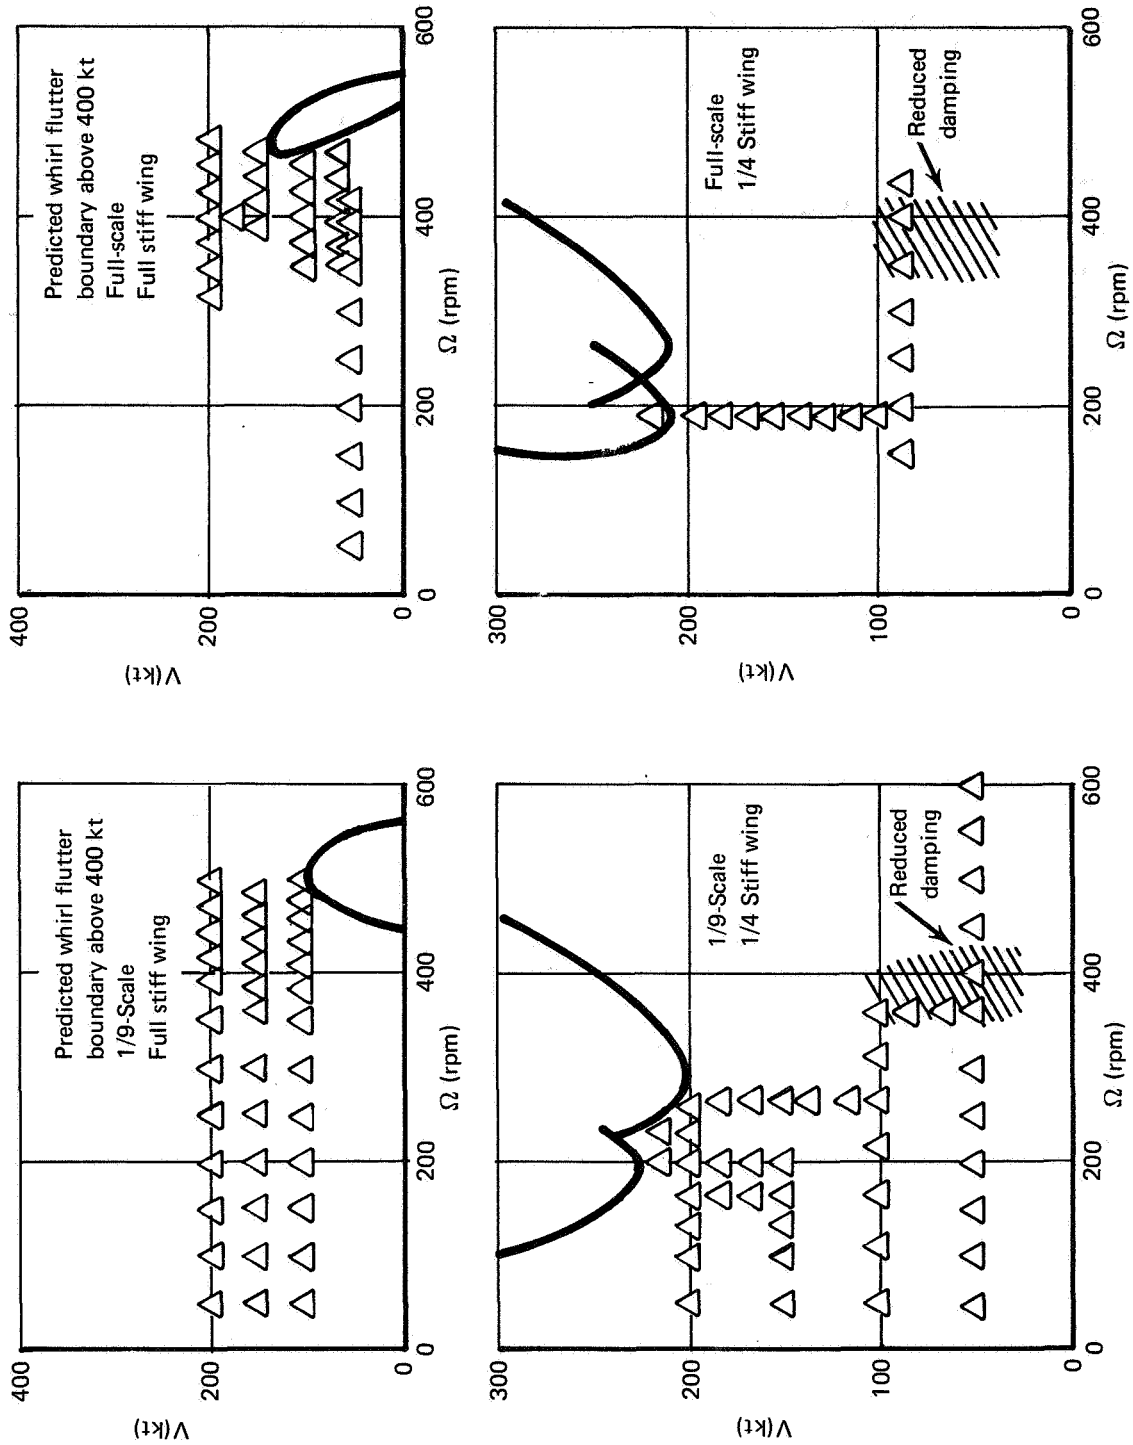 400
200
0
V(kt)
Predicted whirl flutter
boundary above 400 kt
1/9-Scale
Full stiff wing
0
200
400
600
Ω (rpm)
400
200
0
V(kt)
Predicted whirl flutter
boundary above 400 kt
Full-scale
Full stiff wing
0
200
400
600
Ω (rpm)
300
200
100
0
V(kt)
1/9-Scale
1/4 Stiff wing
Reduced
damping
0
200
400
600
Ω (rpm)
300
200
100
0
V(kt)
Full-scale
1/4 Stiff wing
Reduced
damping
0
200
400
600
Ω (rpm)